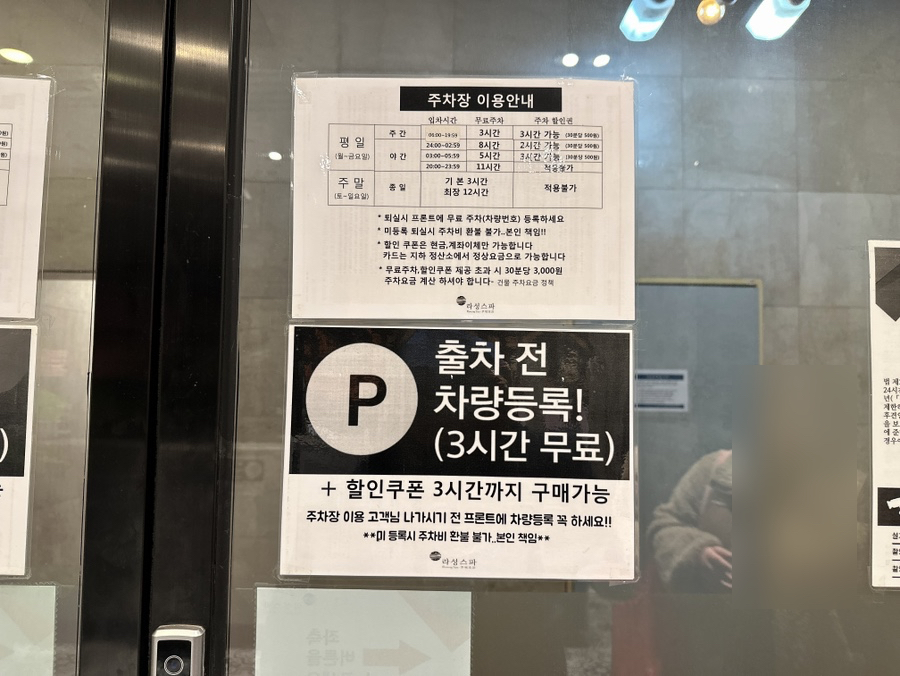 주차장 이용안내
입차시간 무료주차 주차 할인권
평 일
(월~금요일)
주 간 06:00~19:59 3시간 3시간 가능 (30분당 500원)
야 간
24:00~02:59 8시간 2시간 가능 (30분당 500원)
03:00~05:59 5시간 3시간 가능 (30분당 500원)
20:00~23:59 11시간 적용불가
주 말
(토~일요일)
종 일
기 본 3시간
최장 12시간
적용불가
* 퇴실시 프론트에 무료 주차(차량번호) 등록하세요
* 미등록 퇴실시 주차비 환불 불가..본인 책임!!
* 할인 쿠폰은 현금,계좌이체만 가능합니다
카드는 지하 정산소에서 정상요금으로 가능합니다
* 무료주차,할인쿠폰 제공 초과 시 30분당 3,000원
주차요금 계산 하셔야 합니다- 건물 주차요금 정책
라성스파
P
출차 전
차량등록!
(3시간 무료)
+ 할인쿠폰 3시간까지 구매가능
주차장 이용 고객님 나가시기 전 프론트에 차량등록 꼭 하세요!!
**미 등록시 주차비 환불 불가..본인 책임**
라성스파